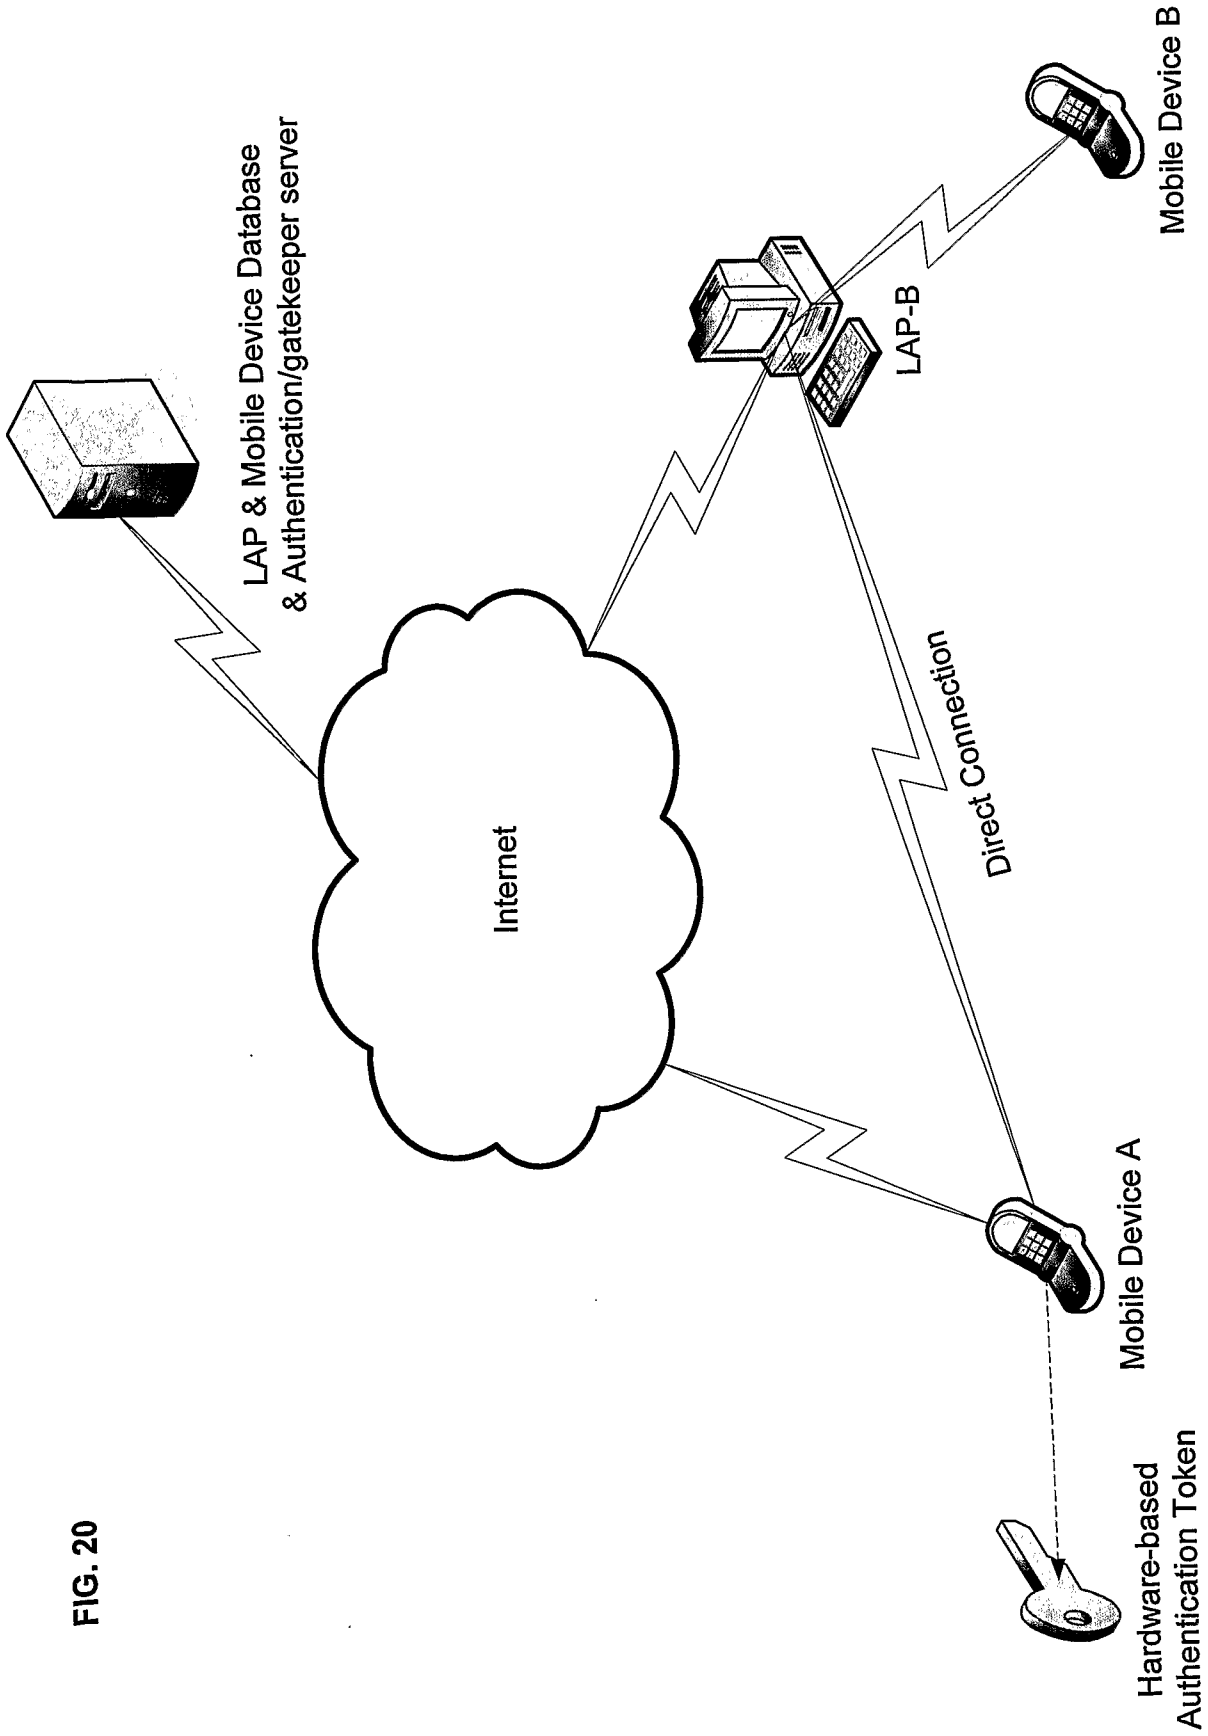 FIG. 20
LAP & Mobile Device Database
& Authentication/gatekeeper server
Internet
LAP-B
Direct Connection
Mobile Device B
Mobile Device A
Hardware-based
Authentication Token